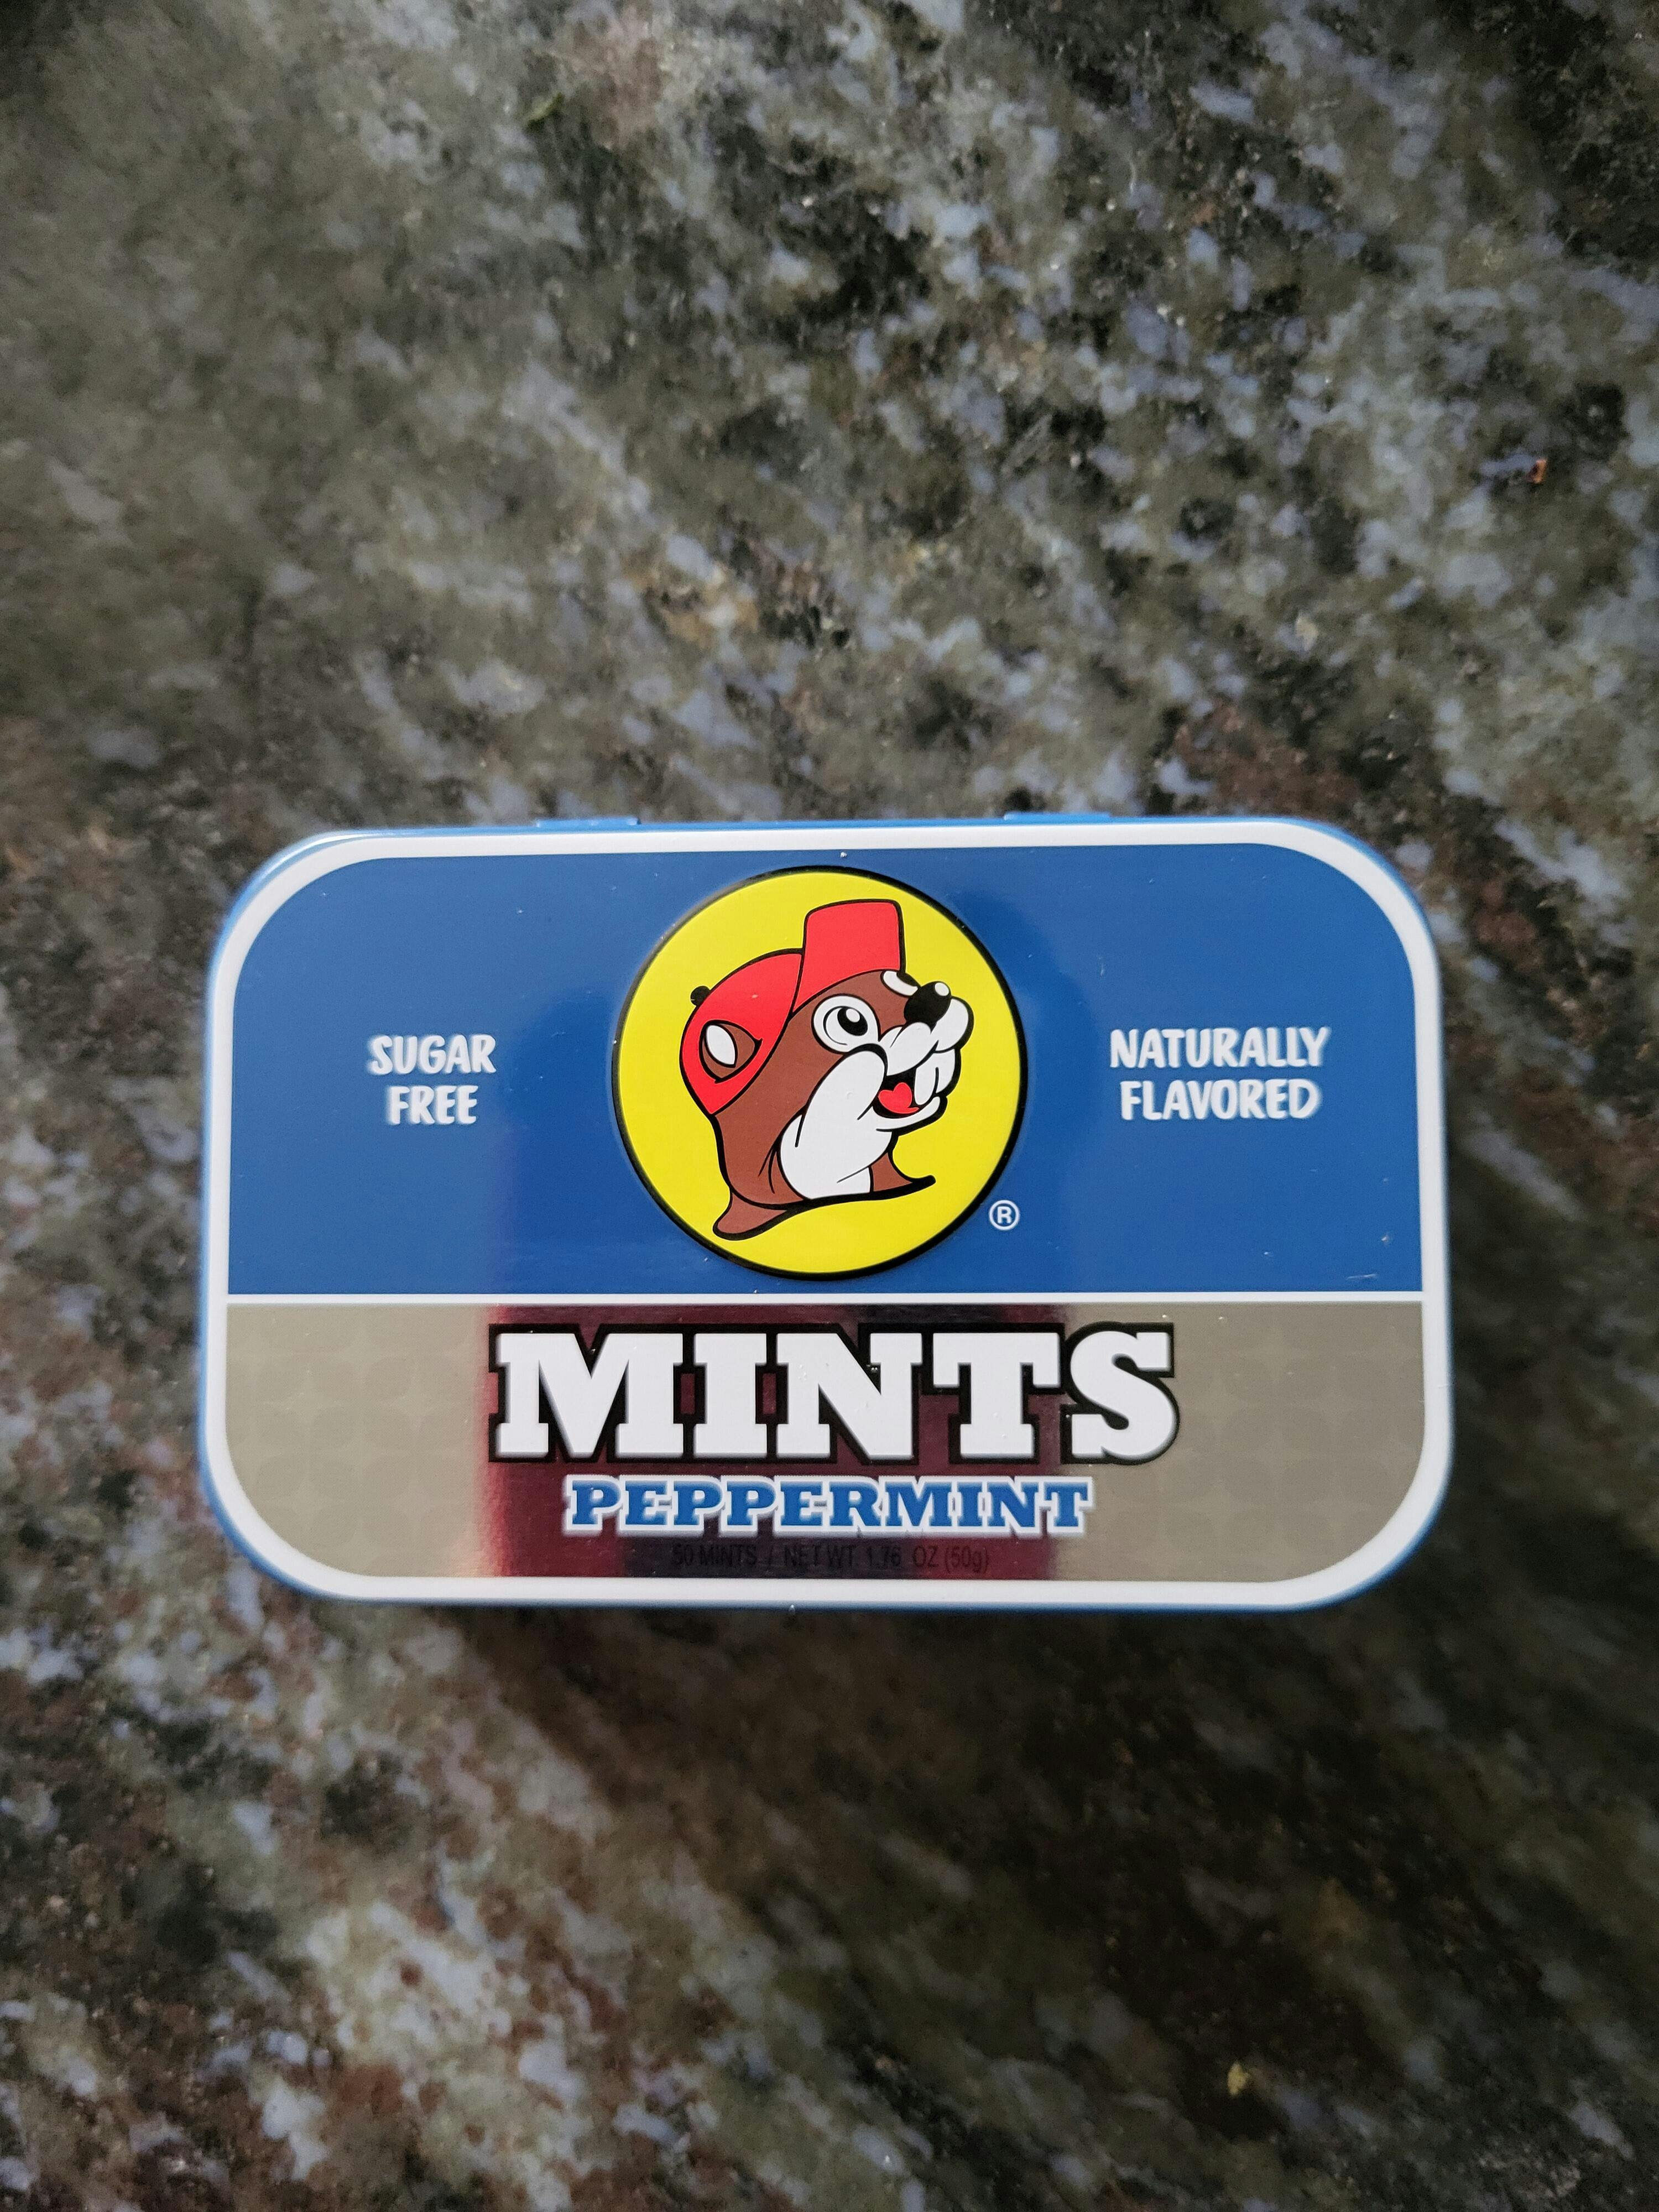 SUGAR
FREE
NATURALLY
FLAVORED
®
MINTS
PEPPERMINT
50 MINTS / NET WT. 1.76 OZ (50g)